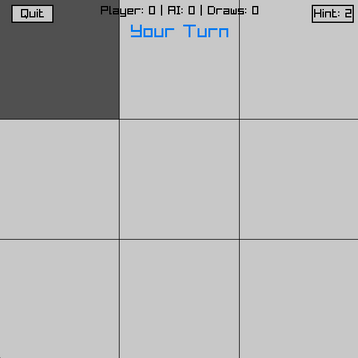 Player: 0 | AI: 0 | Draws: 0
Quit
Hint: 2
Your Turn